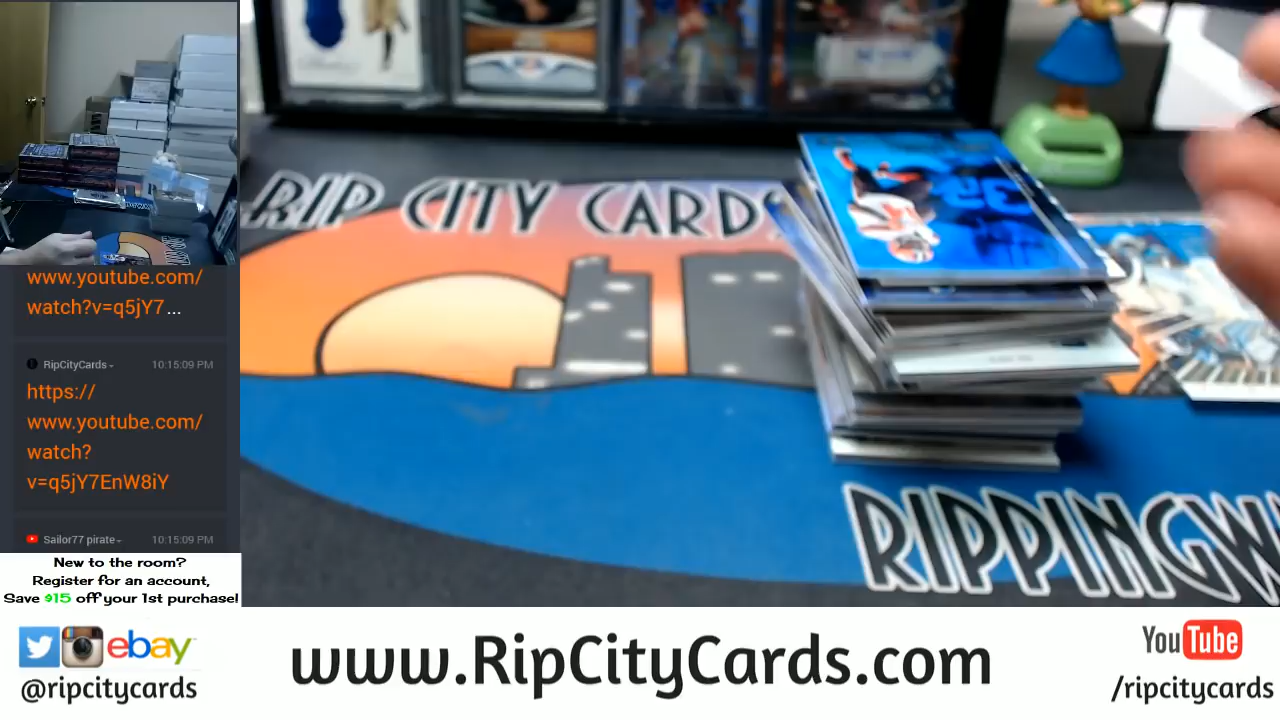 www.youtube.com/
watch?v=q5jY7...
RipCityCards
10:15:09 PM
https://
www.youtube.com/
watch?
v=q5jY7EnW8iY
Sailor77 pirate
10:15:09 PM
New to the room?
Register for an account,
Save $15 off your 1st purchase!
RIP CITY CARDS
RIPPINGW
ebay
@ripcitycards
www.RipCityCards.com
YouTube
/ripcitycards